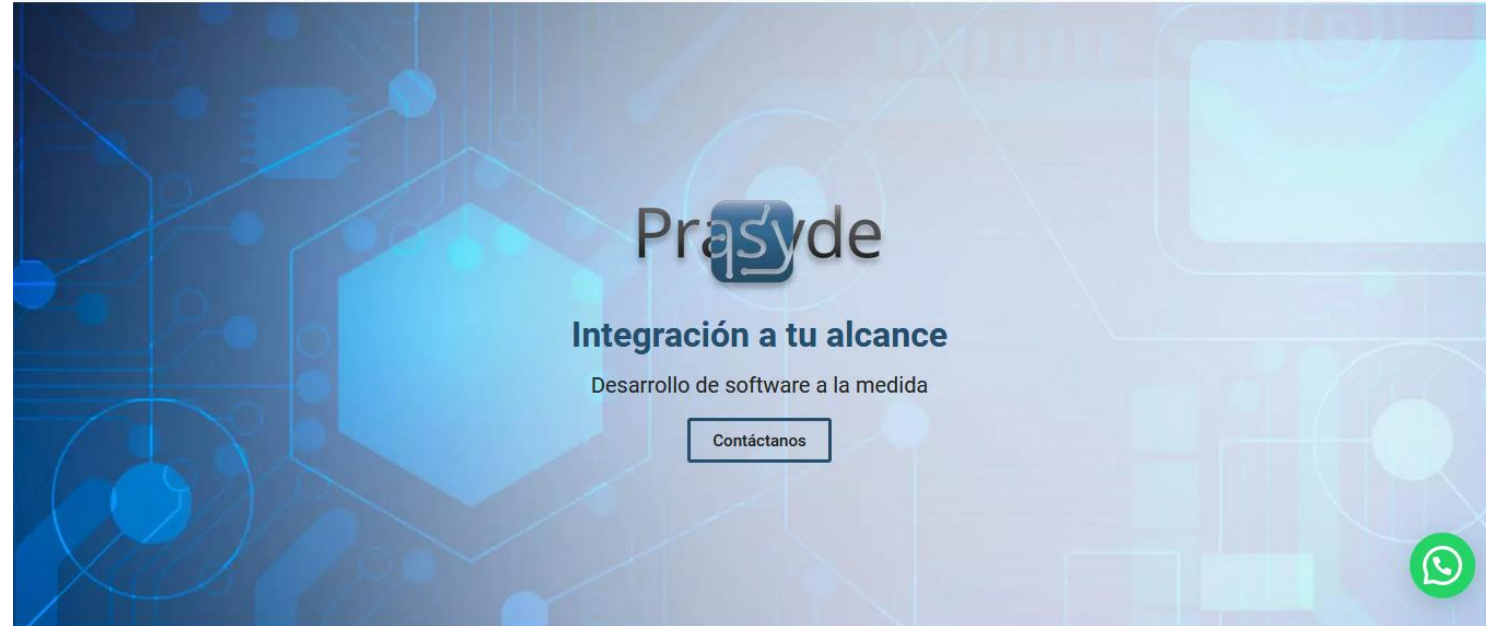 Prasyde
Integración a tu alcance
Desarrollo de software a la medida
Contáctanos